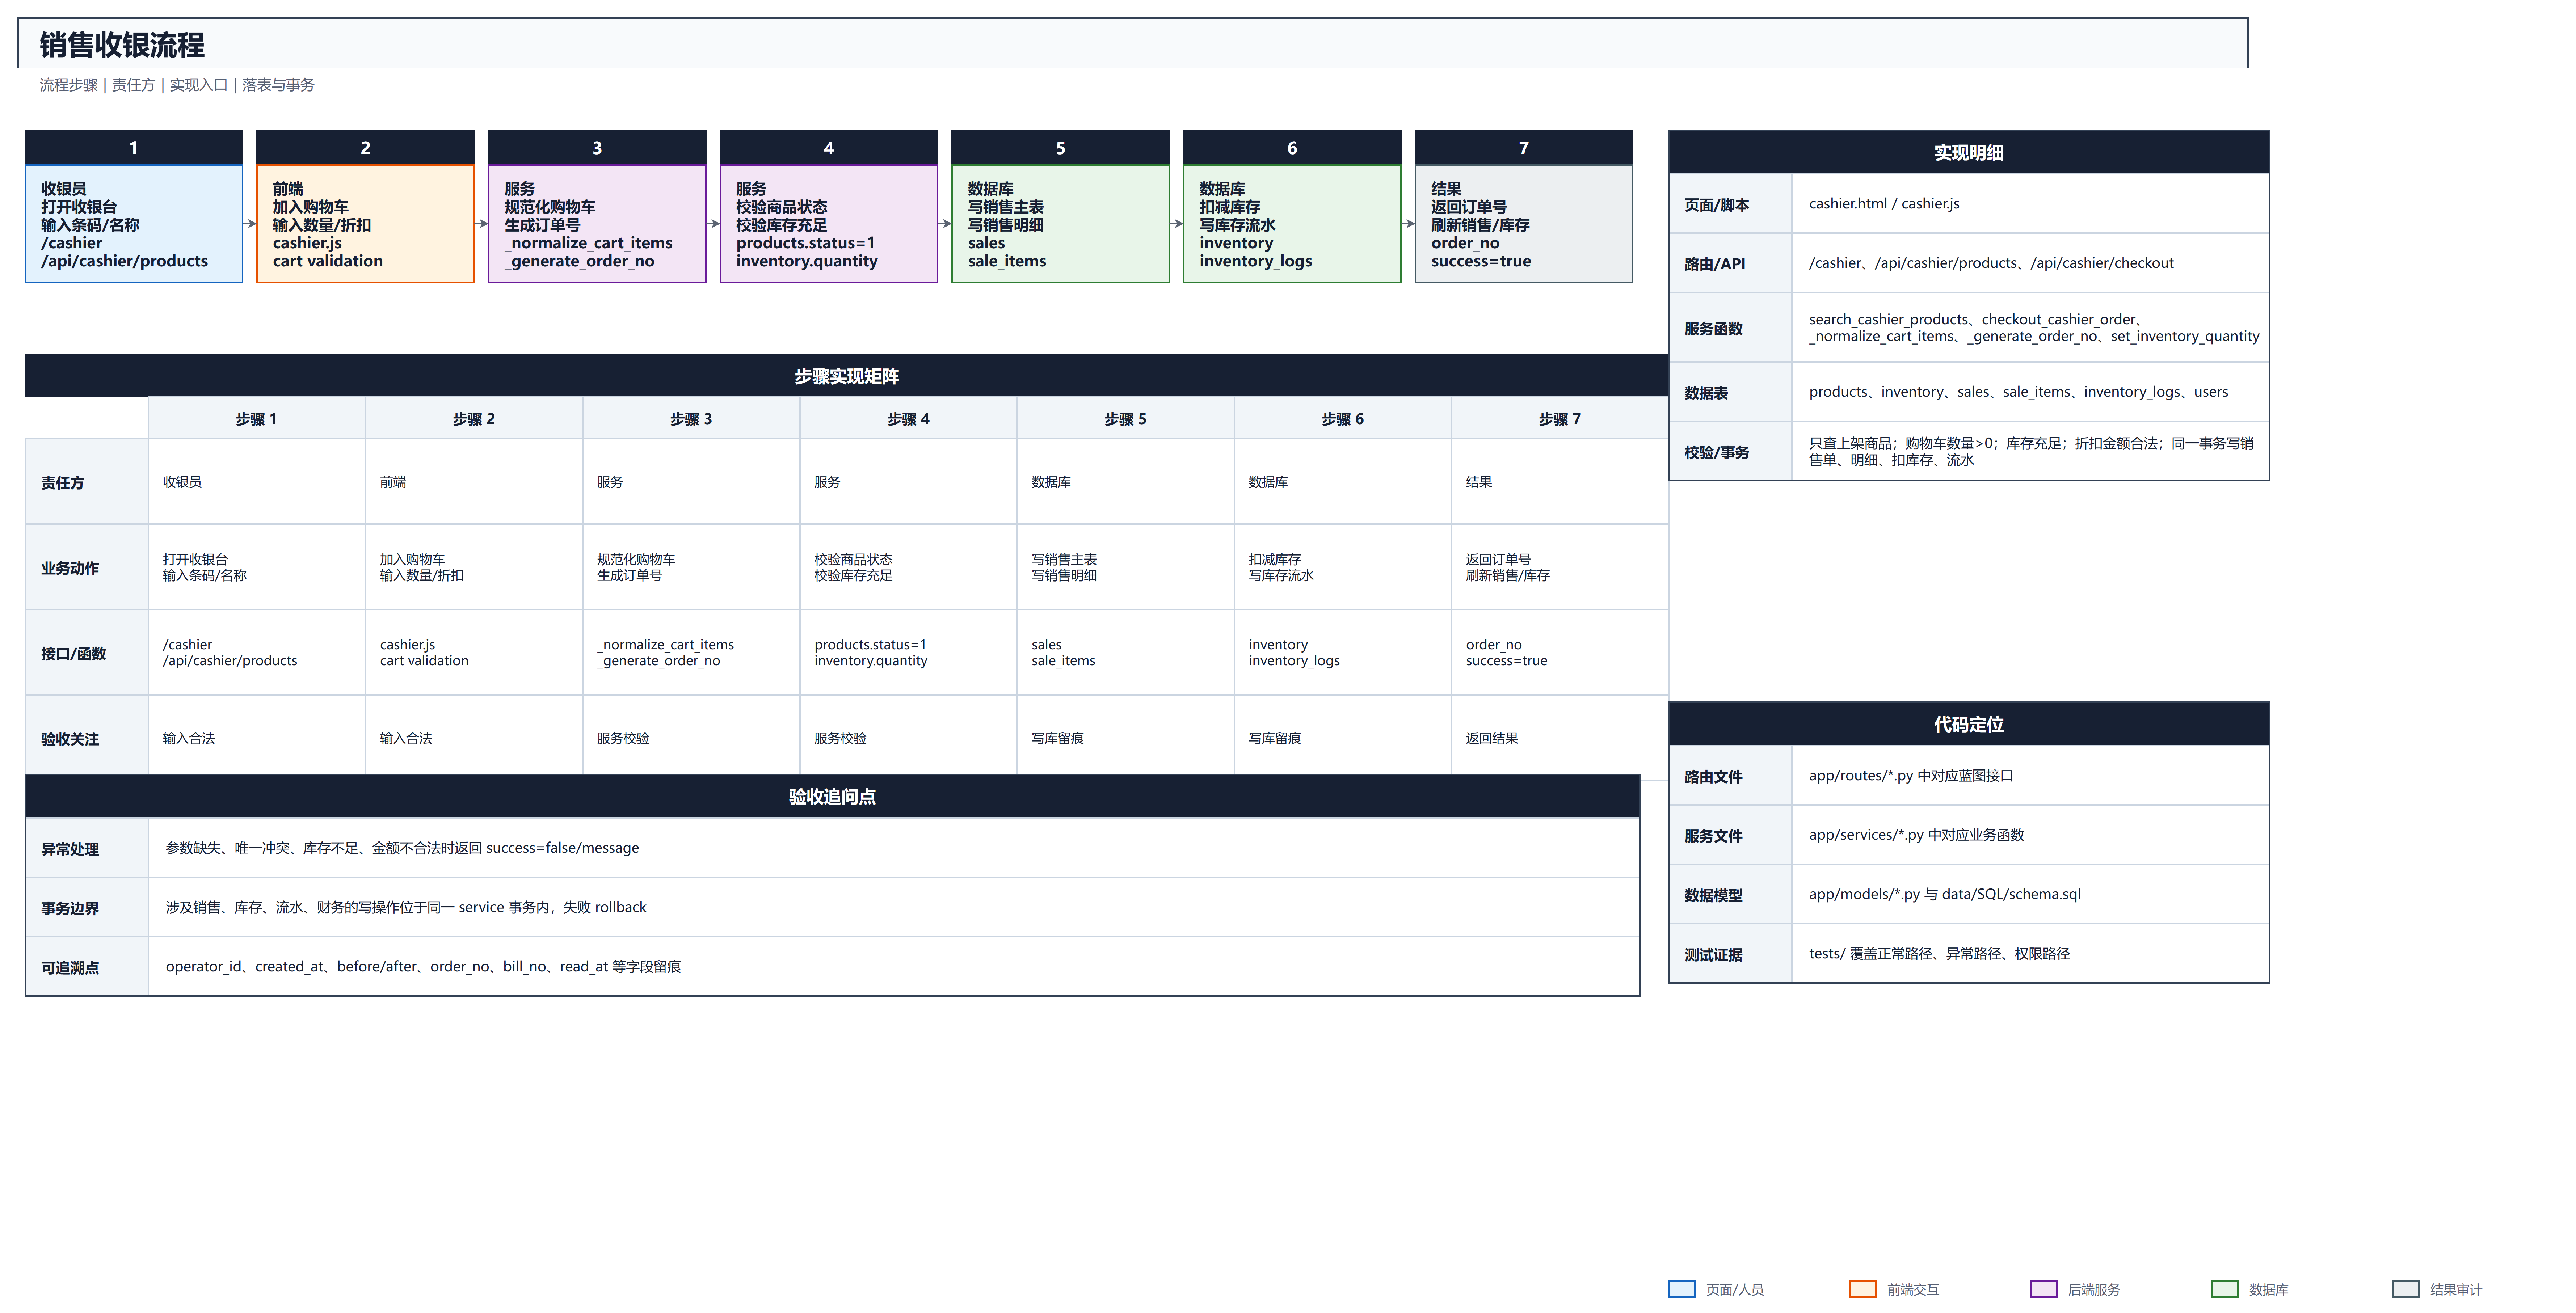 销售收银流程
流程步骤 | 责任方 | 实现入口 | 落表与事务
1
收银员
打开收银台
输入条码/名称
/cashier
/api/cashier/products
2
前端
加入购物车
输入数量/折扣
cashier.js
cart validation
3
服务
规范化购物车
生成订单号
_normalize_cart_items
_generate_order_no
4
服务
校验商品状态
校验库存充足
products.status=1
inventory.quantity
5
数据库
写销售主表
写销售明细
sales
sale_items
6
数据库
扣减库存
写库存流水
inventory
inventory_logs
7
结果
返回订单号
刷新销售/库存
order_no
success=true
实现明细
页面/脚本
cashier.html / cashier.js
路由/API
/cashier、/api/cashier/products、/api/cashier/checkout
服务函数
search_cashier_products、checkout_cashier_order、
_normalize_cart_items、_generate_order_no、set_inventory_quantity
数据表
products、inventory、sales、sale_items、inventory_logs、users
校验/事务
只查上架商品；购物车数量>0；库存充足；折扣金额合法；同一事务写销
售单、明细、扣库存、流水
步骤实现矩阵
步骤 1
步骤 2
步骤 3
步骤 4
步骤 5
步骤 6
步骤 7
责任方
收银员
前端
服务
服务
数据库
数据库
结果
业务动作
打开收银台
输入条码/名称
加入购物车
输入数量/折扣
规范化购物车
生成订单号
校验商品状态
校验库存充足
写销售主表
写销售明细
扣减库存
写库存流水
返回订单号
刷新销售/库存
接口/函数
/cashier
/api/cashier/products
cashier.js
cart validation
_normalize_cart_items
_generate_order_no
products.status=1
inventory.quantity
sales
sale_items
inventory
inventory_logs
order_no
success=true
验收关注
输入合法
输入合法
服务校验
服务校验
写库留痕
写库留痕
返回结果
验收追问点
异常处理
参数缺失、唯一冲突、库存不足、金额不合法时返回 success=false/message
事务边界
涉及销售、库存、流水、财务的写操作位于同一 service 事务内，失败 rollback
可追溯点
operator_id、created_at、before/after、order_no、bill_no、read_at 等字段留痕
代码定位
路由文件
app/routes/*.py 中对应蓝图接口
服务文件
app/services/*.py 中对应业务函数
数据模型
app/models/*.py 与 data/SQL/schema.sql
测试证据
tests/ 覆盖正常路径、异常路径、权限路径
页面/人员
前端交互
后端服务
数据库
结果审计